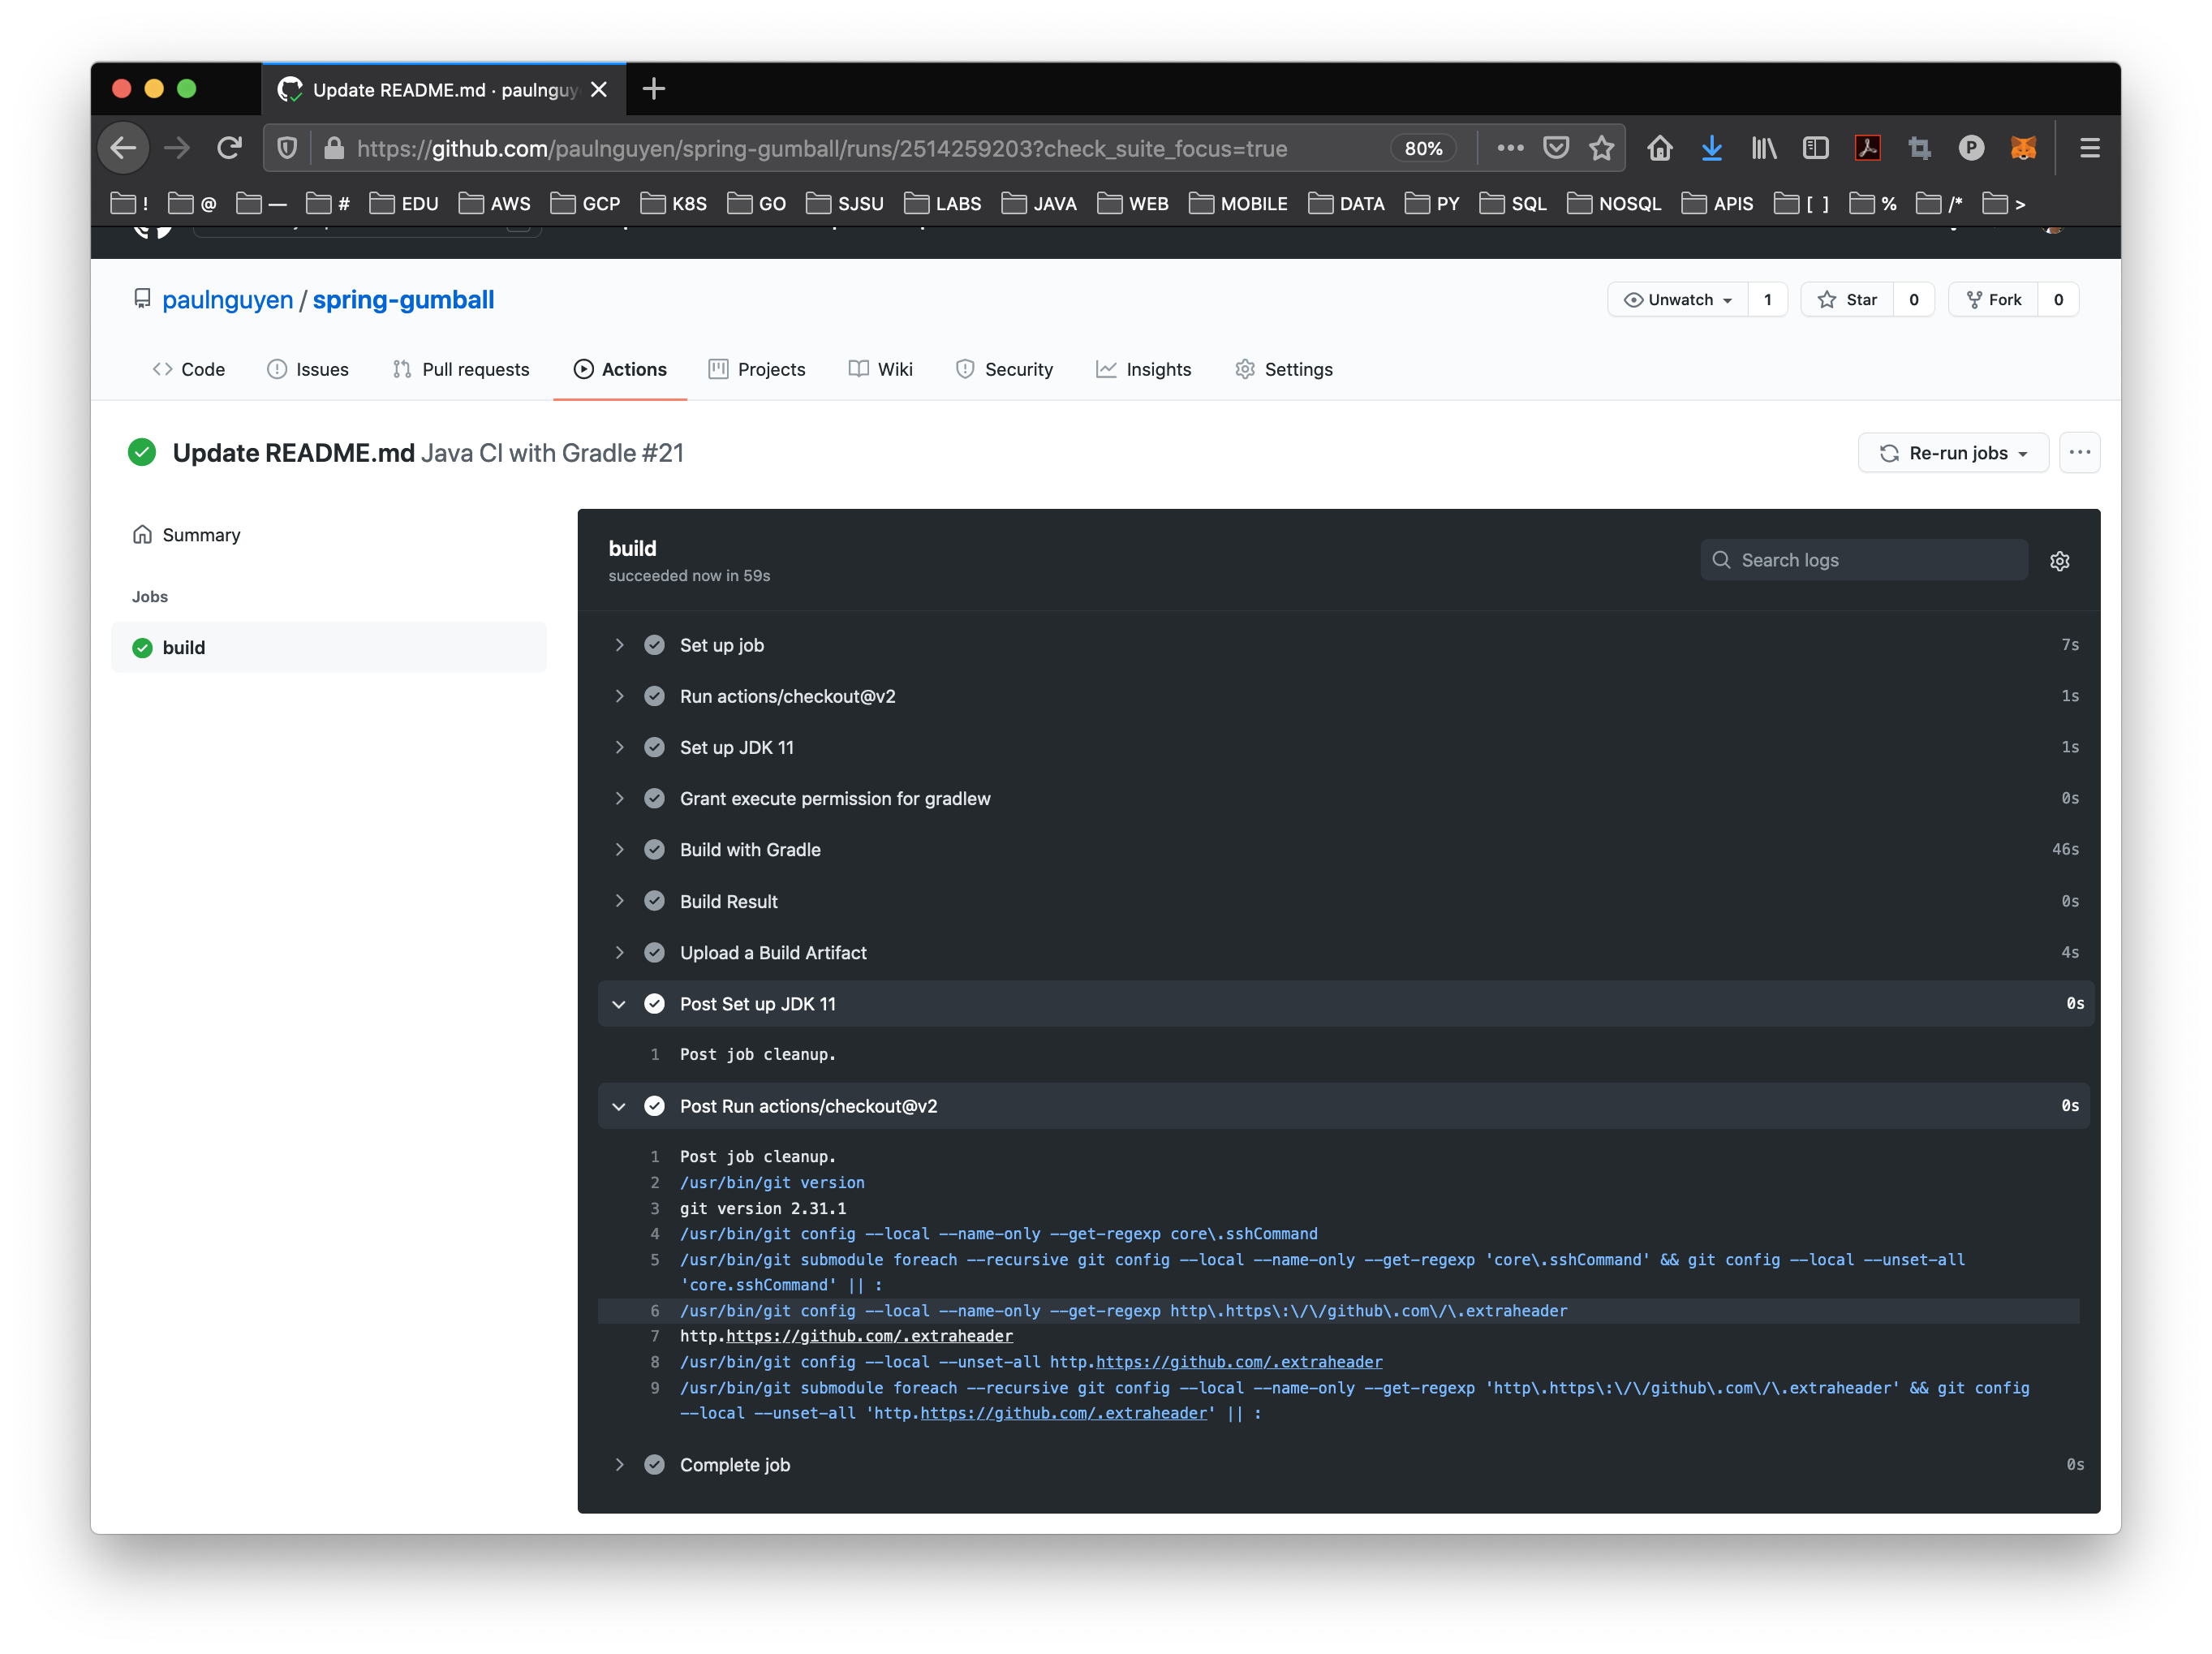 Update README.md · paulnguy
https://github.com/paulnguyen/spring-gumball/runs/2514259203?check_suite_focus=true 80%
! @ — # EDU AWS GCP K8S GO SJSU LABS JAVA WEB MOBILE DATA PY SQL NOSQL APIS [ ] % /* >
paulnguyen / spring-gumball Unwatch 1 Star 0 Fork 0
Code Issues Pull requests Actions Projects Wiki Security Insights Settings
Update README.md Java CI with Gradle #21 Re-run jobs
Summary
Jobs
build
build
succeeded now in 59s
Search logs
Set up job 7s
Run actions/checkout@v2 1s
Set up JDK 11 1s
Grant execute permission for gradlew 0s
Build with Gradle 46s
Build Result 0s
Upload a Build Artifact 4s
Post Set up JDK 11 0s
1 Post job cleanup.
Post Run actions/checkout@v2 0s
1 Post job cleanup.
2 /usr/bin/git version
3 git version 2.31.1
4 /usr/bin/git config --local --name-only --get-regexp core\.sshCommand
5 /usr/bin/git submodule foreach --recursive git config --local --name-only --get-regexp 'core\.sshCommand' && git config --local --unset-all
'core.sshCommand' || :
6 /usr/bin/git config --local --name-only --get-regexp http\.https\:\/\/github\.com\/\.extraheader
7 http.https://github.com/.extraheader
8 /usr/bin/git config --local --unset-all http.https://github.com/.extraheader
9 /usr/bin/git submodule foreach --recursive git config --local --name-only --get-regexp 'http\.https\:\/\/github\.com\/\.extraheader' && git config
--local --unset-all 'http.https://github.com/.extraheader' || :
Complete job 0s